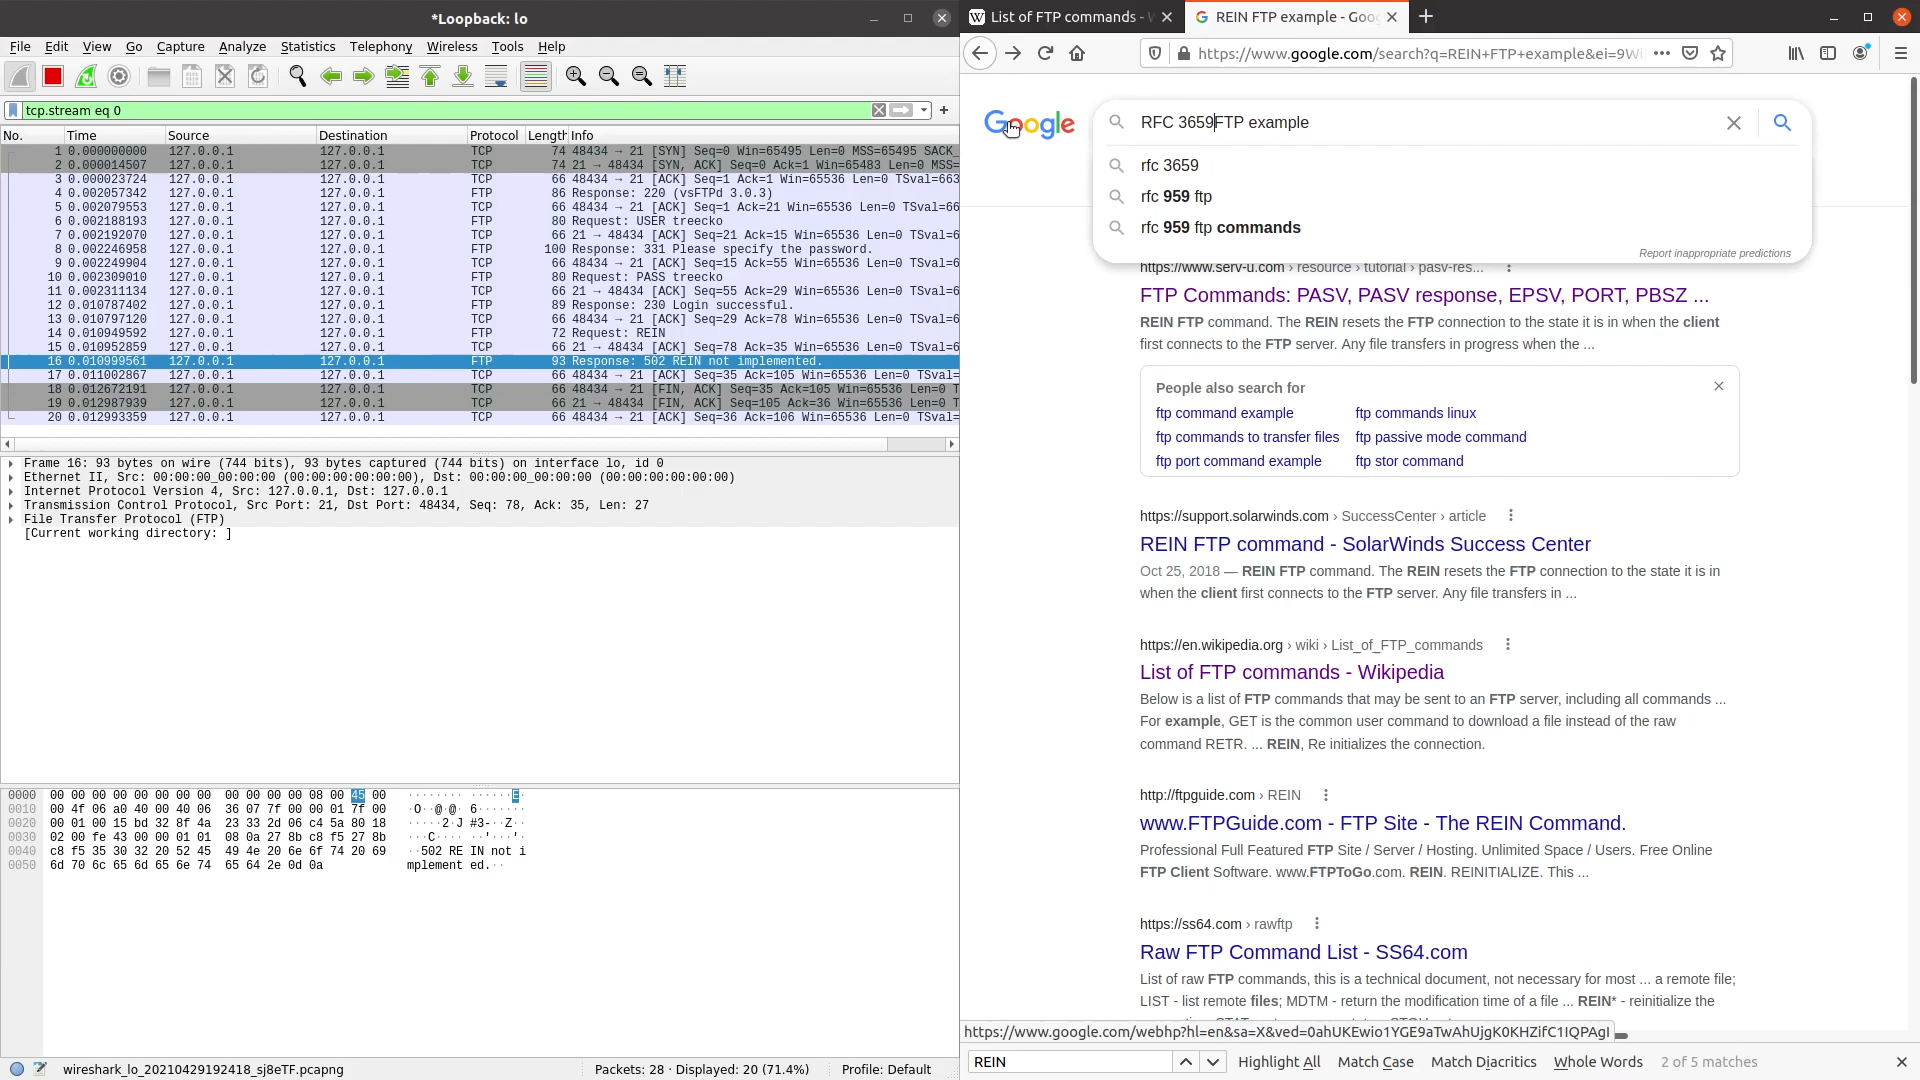 *Loopback: lo
File Edit View Go Capture Analyze Statistics Telephony Wireless Tools Help
tcp.stream eq 0
No. Time Source Destination Protocol Length Info
1 0.000000000 127.0.0.1 127.0.0.1 TCP 74 48434 → 21 [SYN] Seq=0 Win=65495 Len=0 MSS=65495 SACK_
2 0.000014507 127.0.0.1 127.0.0.1 TCP 74 21 → 48434 [SYN, ACK] Seq=0 Ack=1 Win=65483 Len=0 MSS=
3 0.000023724 127.0.0.1 127.0.0.1 TCP 66 48434 → 21 [ACK] Seq=1 Ack=1 Win=65536 Len=0 TSval=663
4 0.002057342 127.0.0.1 127.0.0.1 FTP 86 Response: 220 (vsFTPd 3.0.3)
5 0.002079553 127.0.0.1 127.0.0.1 TCP 66 48434 → 21 [ACK] Seq=1 Ack=21 Win=65536 Len=0 TSval=66
6 0.002188193 127.0.0.1 127.0.0.1 FTP 80 Request: USER treecko
7 0.002192070 127.0.0.1 127.0.0.1 TCP 66 21 → 48434 [ACK] Seq=21 Ack=15 Win=65536 Len=0 TSval=6
8 0.002246958 127.0.0.1 127.0.0.1 FTP 100 Response: 331 Please specify the password.
9 0.002249904 127.0.0.1 127.0.0.1 TCP 66 48434 → 21 [ACK] Seq=15 Ack=55 Win=65536 Len=0 TSval=6
10 0.002309010 127.0.0.1 127.0.0.1 FTP 80 Request: PASS treecko
11 0.002311134 127.0.0.1 127.0.0.1 TCP 66 21 → 48434 [ACK] Seq=55 Ack=29 Win=65536 Len=0 TSval=6
12 0.010787402 127.0.0.1 127.0.0.1 FTP 89 Response: 230 Login successful.
13 0.010797120 127.0.0.1 127.0.0.1 TCP 66 48434 → 21 [ACK] Seq=29 Ack=78 Win=65536 Len=0 TSval=6
14 0.010949592 127.0.0.1 127.0.0.1 FTP 72 Request: REIN
15 0.010952859 127.0.0.1 127.0.0.1 TCP 66 21 → 48434 [ACK] Seq=78 Ack=35 Win=65536 Len=0 TSval=6
16 0.010999561 127.0.0.1 127.0.0.1 FTP 93 Response: 502 REIN not implemented.
17 0.011002867 127.0.0.1 127.0.0.1 TCP 66 48434 → 21 [ACK] Seq=35 Ack=105 Win=65536 Len=0 TSval=
18 0.012672191 127.0.0.1 127.0.0.1 TCP 66 48434 → 21 [FIN, ACK] Seq=35 Ack=105 Win=65536 Len=0 T
19 0.012987939 127.0.0.1 127.0.0.1 TCP 66 21 → 48434 [FIN, ACK] Seq=105 Ack=36 Win=65536 Len=0 T
20 0.012993359 127.0.0.1 127.0.0.1 TCP 66 48434 → 21 [ACK] Seq=36 Ack=106 Win=65536 Len=0 TSval=
Frame 16: 93 bytes on wire (744 bits), 93 bytes captured (744 bits) on interface lo, id 0
Ethernet II, Src: 00:00:00_00:00:00 (00:00:00:00:00:00), Dst: 00:00:00_00:00:00 (00:00:00:00:00:00)
Internet Protocol Version 4, Src: 127.0.0.1, Dst: 127.0.0.1
Transmission Control Protocol, Src Port: 21, Dst Port: 48434, Seq: 78, Ack: 35, Len: 27
File Transfer Protocol (FTP)
[Current working directory: ]
0000 00 00 00 00 00 00 00 00 00 00 00 00 08 00 45 00 ········ ······E·
0010 00 4f 06 a0 40 00 40 06 36 07 7f 00 00 01 7f 00 ·O··@·@· 6·······
0020 00 01 00 15 bd 32 8f 4a 23 33 2d 06 c4 5a 80 18 ·····2·J #3-··Z··
0030 02 00 fe 43 00 00 01 01 08 0a 27 8b c8 f5 27 8b ···C···· ··'···'·
0040 c8 f5 35 30 32 20 52 45 49 4e 20 6e 6f 74 20 69 ··502 RE IN not i
0050 6d 70 6c 65 6d 65 6e 74 65 64 2e 0d 0a mplement ed.··
wireshark_lo_20210429192418_sj8eTF.pcapng Packets: 28 · Displayed: 20 (71.4%) Profile: Default
List of FTP commands - W
REIN FTP example - Goo
https://www.google.com/search?q=REIN+FTP+example&ei=9Wi
Google
RFC 3659FTP example
rfc 3659
rfc 959 ftp
rfc 959 ftp commands
Report inappropriate predictions
https://www.serv-u.com › resource › tutorial › pasv-res...
FTP Commands: PASV, PASV response, EPSV, PORT, PBSZ ...
REIN FTP command. The REIN resets the FTP connection to the state it is in when the client
first connects to the FTP server. Any file transfers in progress when the ...
People also search for
ftp command example ftp commands linux
ftp commands to transfer files ftp passive mode command
ftp port command example ftp stor command
https://support.solarwinds.com › SuccessCenter › article
REIN FTP command - SolarWinds Success Center
Oct 25, 2018 — REIN FTP command. The REIN resets the FTP connection to the state it is in
when the client first connects to the FTP server. Any file transfers in ...
https://en.wikipedia.org › wiki › List_of_FTP_commands
List of FTP commands - Wikipedia
Below is a list of FTP commands that may be sent to an FTP server, including all commands ...
For example, GET is the common user command to download a file instead of the raw
command RETR. ... REIN, Re initializes the connection.
http://ftpguide.com › REIN
www.FTPGuide.com - FTP Site - The REIN Command.
Professional Full Featured FTP Site / Server / Hosting. Unlimited Space / Users. Free Online
FTP Client Software. www.FTPToGo.com. REIN. REINITIALIZE. This ...
https://ss64.com › rawftp
Raw FTP Command List - SS64.com
List of raw FTP commands, this is a technical document, not necessary for most ... a remote file;
LIST - list remote files; MDTM - return the modification time of a file ... REIN* - reinitialize the
https://www.google.com/webhp?hl=en&sa=X&ved=0ahUKEwio1YGE9aTwAhUjgK0KHZifC1IQPAgI
REIN Highlight All Match Case Match Diacritics Whole Words 2 of 5 matches